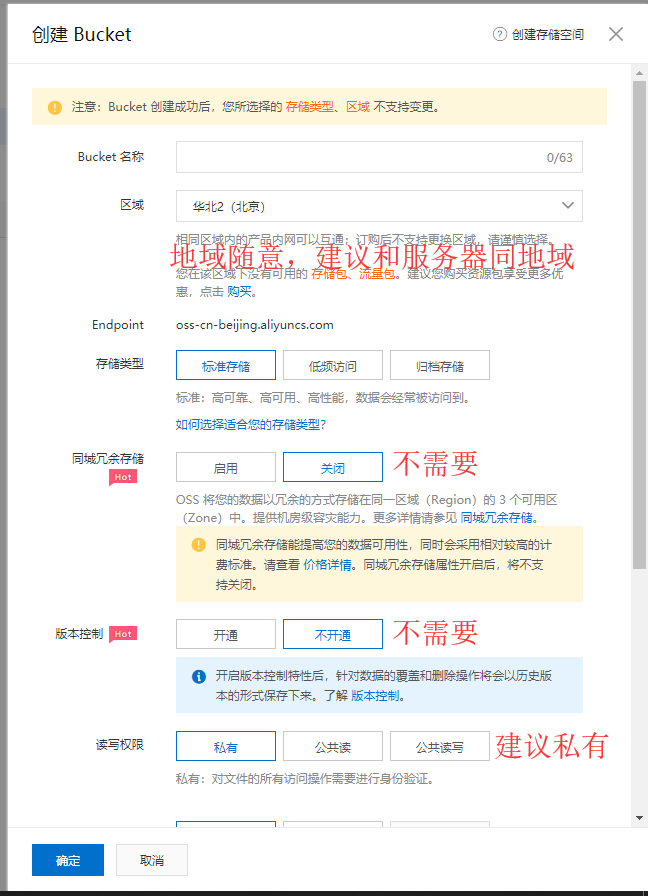 创建 Bucket
创建存储空间
注意：Bucket 创建成功后，您所选择的 存储类型、区域 不支持变更。
Bucket 名称
0/63
区域
华北2（北京）
相同区域内的产品内网可以互通；订购后不支持更换区域，请谨慎选择。
地域随意，建议和服务器同地域
您在该区域下没有可用的 存储包、流量包。建议您购买资源包享受更多优
惠，点击 购买。
Endpoint
oss-cn-beijing.aliyuncs.com
存储类型
标准存储
低频访问
归档存储
标准：高可靠、高可用、高性能，数据会经常被访问到。
如何选择适合您的存储类型？
同城冗余存储
Hot
启用
关闭
不需要
OSS 将您的数据以冗余的方式存储在同一区域（Region）的 3 个可用区
（Zone）中。提供机房级容灾能力。更多详情请参见 同城冗余存储。
同城冗余存储能提高您的数据可用性，同时会采用相对较高的计
费标准。请查看 价格详情。同城冗余存储属性开启后，将不支
持关闭。
版本控制
Hot
开通
不开通
不需要
开启版本控制特性后，针对数据的覆盖和删除操作将会以历史版
本的形式保存下来。了解 版本控制。
读写权限
私有
公共读
公共读写
建议私有
私有：对文件的所有访问操作需要进行身份验证。
确定
取消